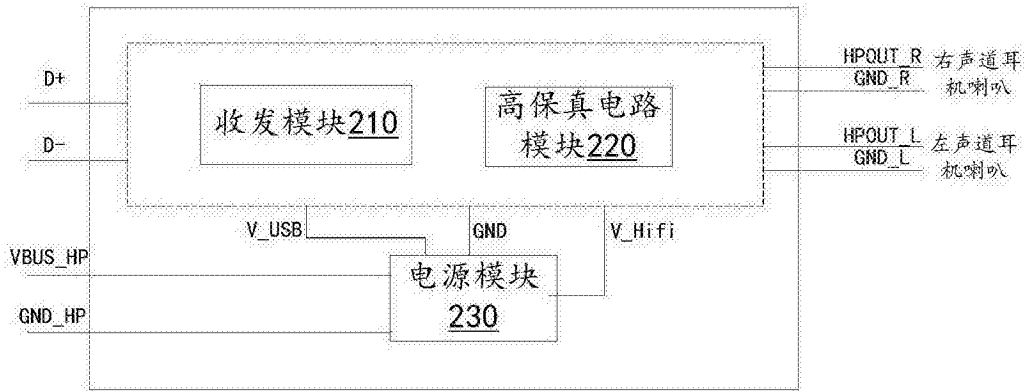 D+
D-
收发模块210
高保真电路
模块220
HPOUT_R
GND_R
右声道耳
机喇叭
HPOUT_L
GND_L
左声道耳
机喇叭
V_USB
GND
V_Hifi
VBUS_HP
GND_HP
电源模块
230